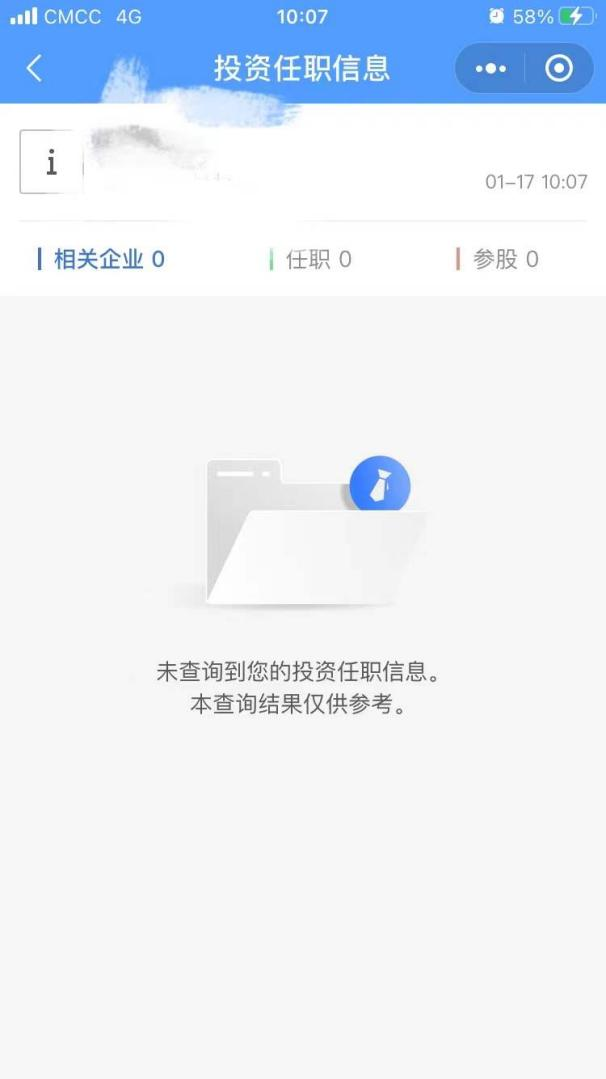 CMCC 4G 10:07 58%
投资任职信息
i
01-17 10:07
相关企业 0 任职 0 参股 0
未查询到您的投资任职信息。
本查询结果仅供参考。